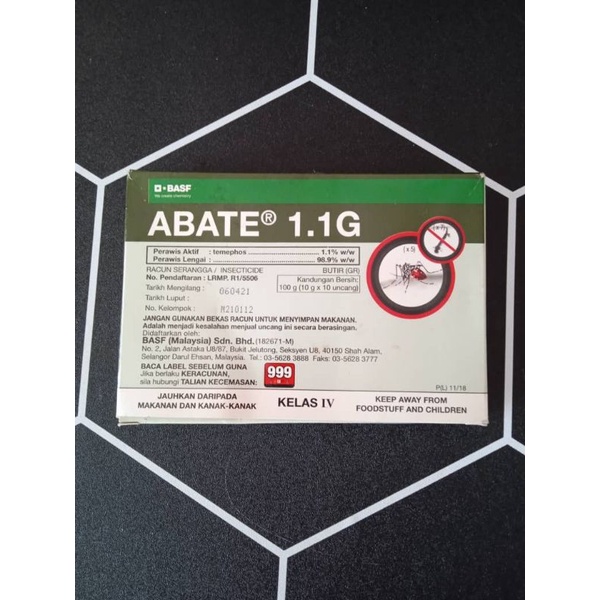 BASF
The Chemical Company
ABATE® 1.1G
Perawis Aktif : temephos 1.1% w/w
Perawis Lengai : 98.9% w/w
RACUN SERANGGA / INSECTICIDE BUTIR (GR)
No. Pendaftaran : LRMP. R1/5506
Kandungan Bersih:
100 g (10 g x 10 uncang)
Tarikh Mengilang : 060421
Tarikh Luput :
No. Kelompok : M210112
JANGAN GUNAKAN BEKAS RACUN UNTUK MENYIMPAN MAKANAN.
Adalah menjadi kesalahan menjual uncang ini secara berasingan.
Didaftarkan oleh:
BASF (Malaysia) Sdn. Bhd.(182671-M)
No. 2, Jalan Astaka U8/87, Bukit Jelutong, Seksyen U8, 40150 Shah Alam,
Selangor Darul Ehsan, Malaysia. Tel.: 03-5628 3888 Faks: 03-5628 3777
BACA LABEL SEBELUM GUNA
Jika berlaku KERACUNAN,
sila hubungi TALIAN KECEMASAN:
999
(x 5)
P&J 11/18
JAUHKAN DARIPADA
MAKANAN DAN KANAK-KANAK
KELAS IV
KEEP AWAY FROM
FOODSTUFF AND CHILDREN